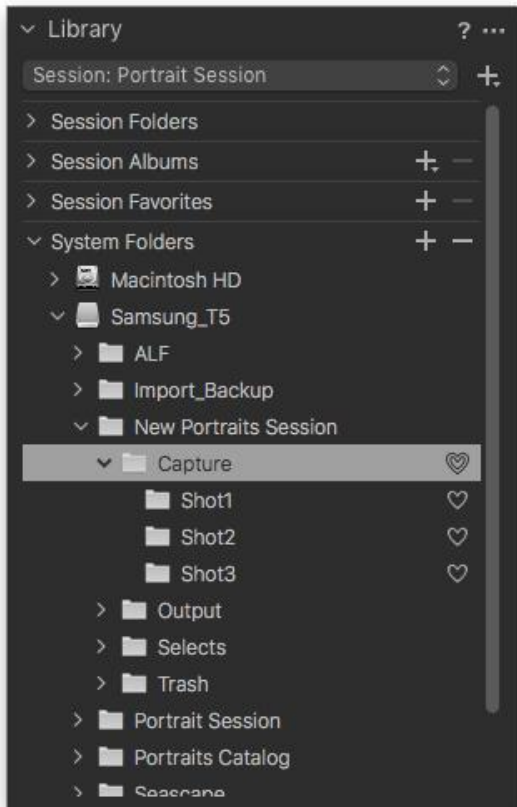 Library ? ...
Session: Portrait Session
Session Folders
Session Albums
Session Favorites
System Folders
Macintosh HD
Samsung_T5
ALF
Import_Backup
New Portraits Session
Capture
Shot1
Shot2
Shot3
Output
Selects
Trash
Portrait Session
Portraits Catalog
Seascape